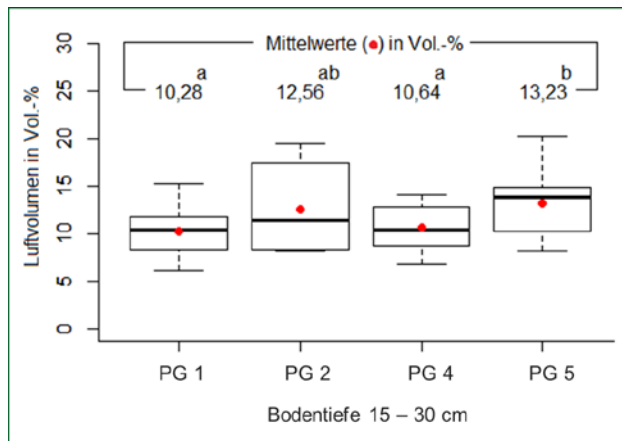 Mittelwerte (●) in Vol.-%
a ab a b
10,28 12,56 10,64 13,23
Luftvolumen in Vol.-%
30
25
20
15
10
5
0
PG 1 PG 2 PG 4 PG 5
Bodentiefe 15 – 30 cm